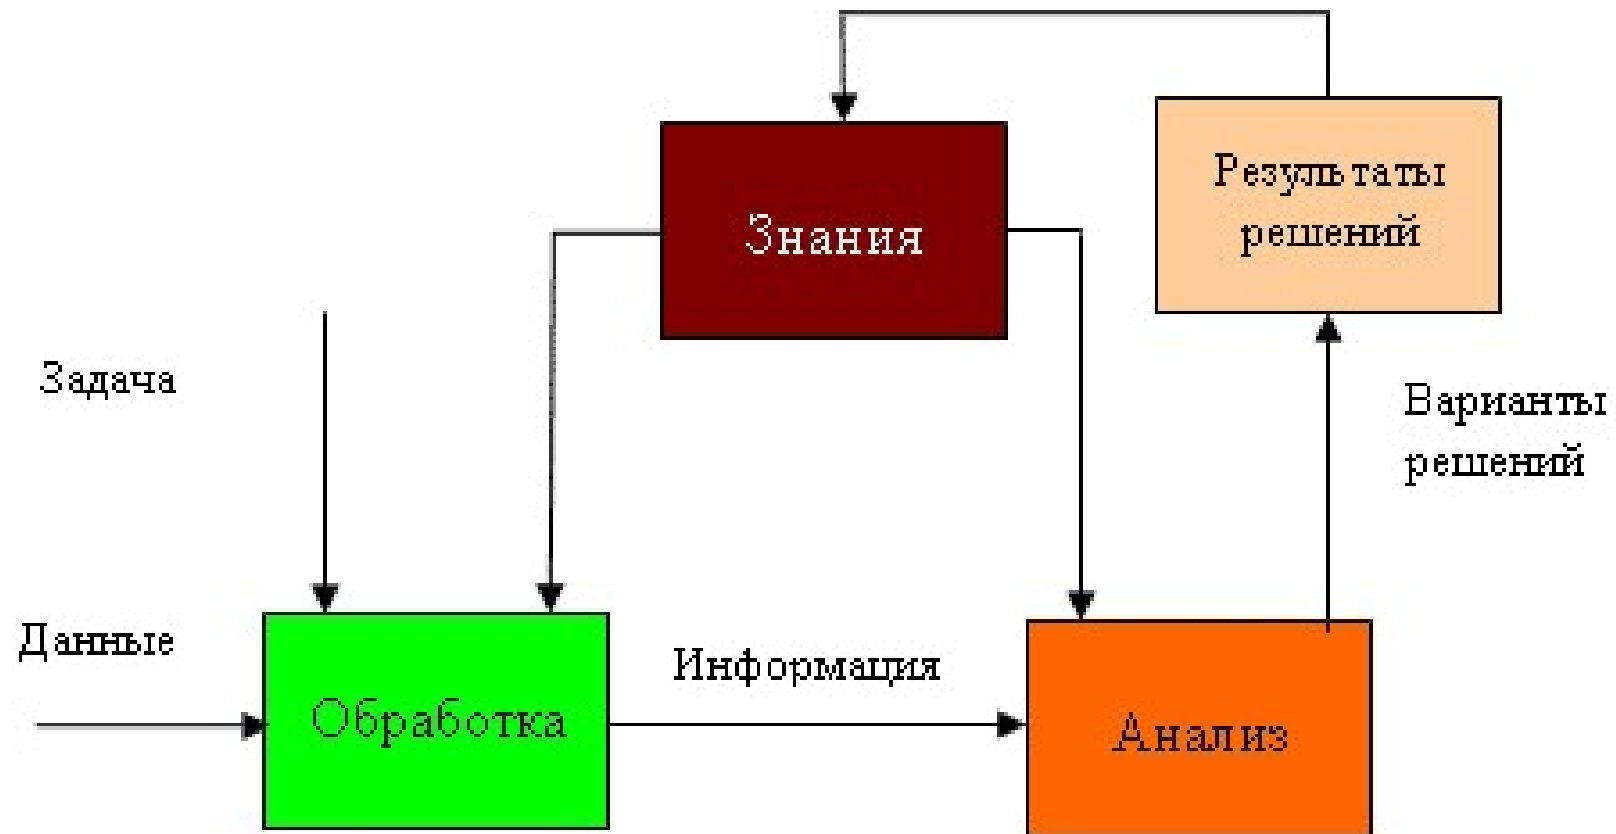 Результаты
решений
Знания
Задача
Варианты
решений
Данные
Информация
Обработка
Анализ